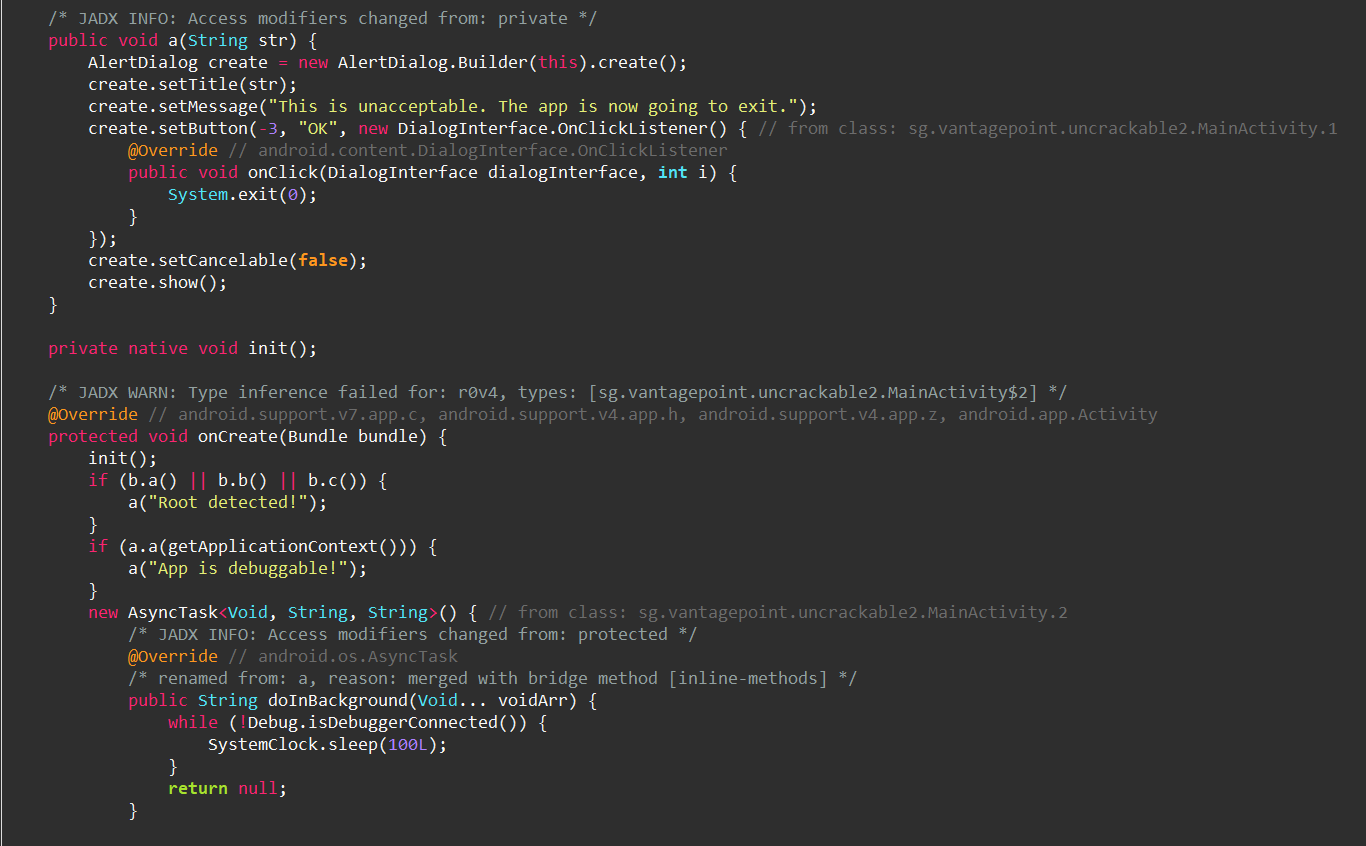 /* JADX INFO: Access modifiers changed from: private */
public void a(String str) {
    AlertDialog create = new AlertDialog.Builder(this).create();
    create.setTitle(str);
    create.setMessage("This is unacceptable. The app is now going to exit.");
    create.setButton(-3, "OK", new DialogInterface.OnClickListener() { // from class: sg.vantagepoint.uncrackable2.MainActivity.1
        @Override // android.content.DialogInterface.OnClickListener
        public void onClick(DialogInterface dialogInterface, int i) {
            System.exit(0);
        }
    });
    create.setCancelable(false);
    create.show();
}

private native void init();

/* JADX WARN: Type inference failed for: r0v4, types: [sg.vantagepoint.uncrackable2.MainActivity$2] */
@Override // android.support.v7.app.c, android.support.v4.app.h, android.support.v4.app.z, android.app.Activity
protected void onCreate(Bundle bundle) {
    init();
    if (b.a() || b.b() || b.c()) {
        a("Root detected!");
    }
    if (a.a(getApplicationContext())) {
        a("App is debuggable!");
    }
    new AsyncTask<Void, String, String>() { // from class: sg.vantagepoint.uncrackable2.MainActivity.2
        /* JADX INFO: Access modifiers changed from: protected */
        @Override // android.os.AsyncTask
        /* renamed from: a, reason: merged with bridge method [inline-methods] */
        public String doInBackground(Void... voidArr) {
            while (!Debug.isDebuggerConnected()) {
                SystemClock.sleep(100L);
            }
            return null;
        }